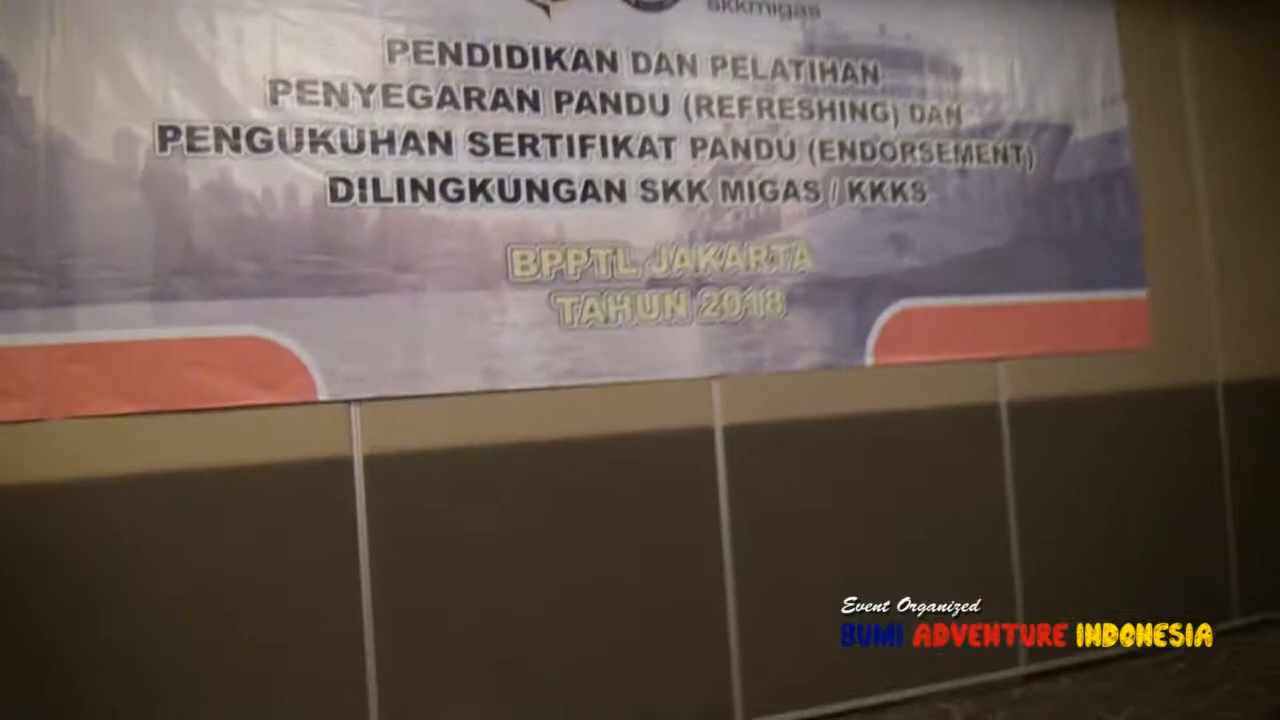 skkmigas
PENDIDIKAN DAN PELATIHAN
PENYEGARAN PANDU (REFRESHING) DAN
PENGUKUHAN SERTIFIKAT PANDU (ENDORSEMENT)
DILINGKUNGAN SKK MIGAS / KKKS
BPPTL JAKARTA
TAHUN 2018
Event Organized
BUMI ADVENTURE INDONESIA